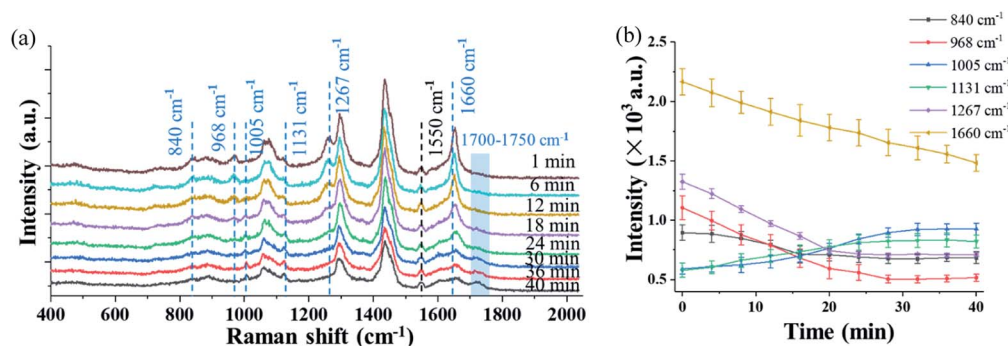 (a)
Intensity (a.u.)
840 cm⁻¹
968 cm⁻¹
1005 cm⁻¹
1131 cm⁻¹
1267 cm⁻¹
1550 cm⁻¹
1660 cm⁻¹
1700-1750 cm⁻¹
1 min
6 min
12 min
18 min
24 min
30 min
36 min
40 min
400 600 800 1000 1200 1400 1600 1800 2000
Raman shift (cm⁻¹)
(b)
840 cm⁻¹
968 cm⁻¹
1005 cm⁻¹
1131 cm⁻¹
1267 cm⁻¹
1660 cm⁻¹
Intensity (× 10³ a.u.)
2.5
2.0
1.5
1.0
0.5
0 10 20 30 40
Time (min)